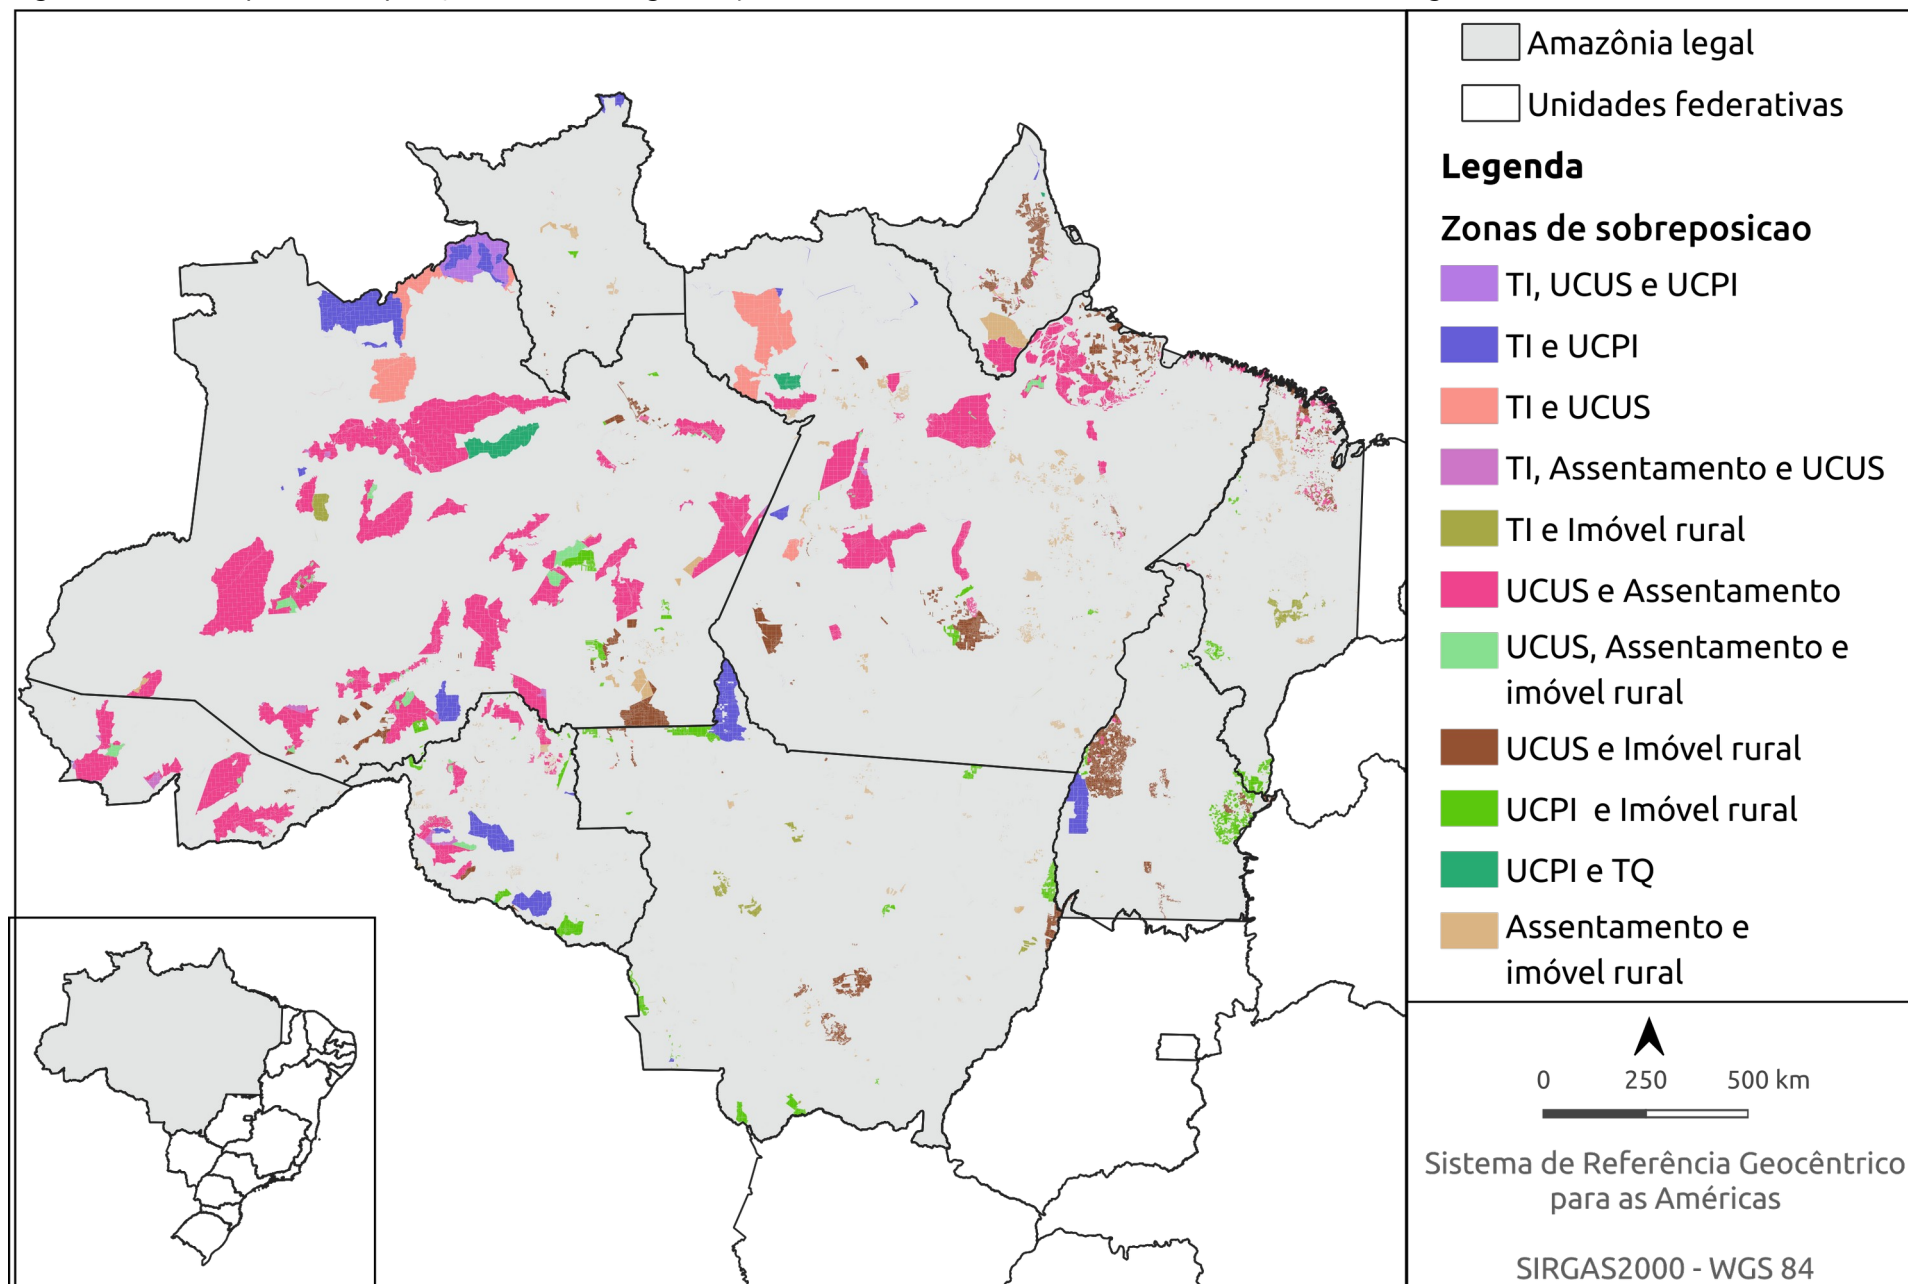 Amazônia legal
Unidades federativas
Legenda
Zonas de sobreposicao
TI, UCUS e UCPI
TI e UCPI
TI e UCUS
TI, Assentamento e UCUS
TI e Imóvel rural
UCUS e Assentamento
UCUS, Assentamento e
imóvel rural
UCUS e Imóvel rural
UCPI e Imóvel rural
UCPI e TQ
Assentamento e
imóvel rural
0 250 500 km
Sistema de Referência Geocêntrico
para as Américas
SIRGAS2000 - WGS 84